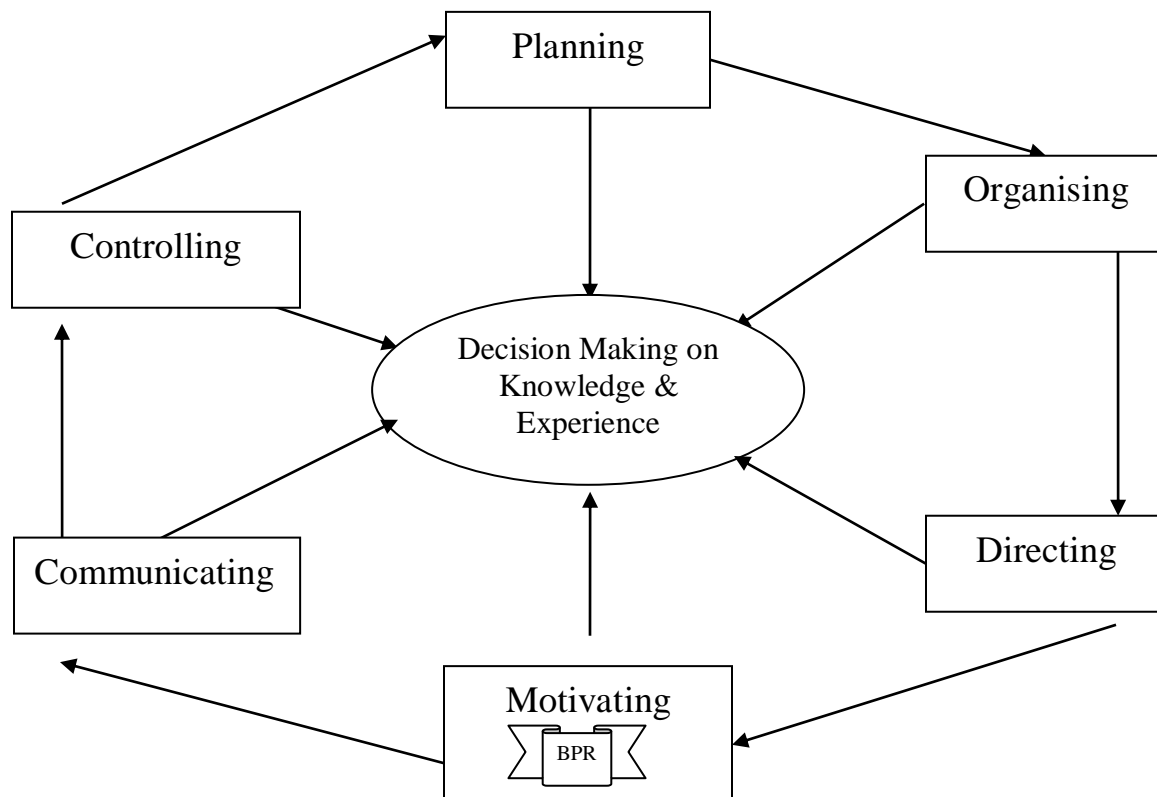 Planning
Organising
Controlling
Decision Making on
Knowledge &
Experience
Communicating
Directing
Motivating
BPR